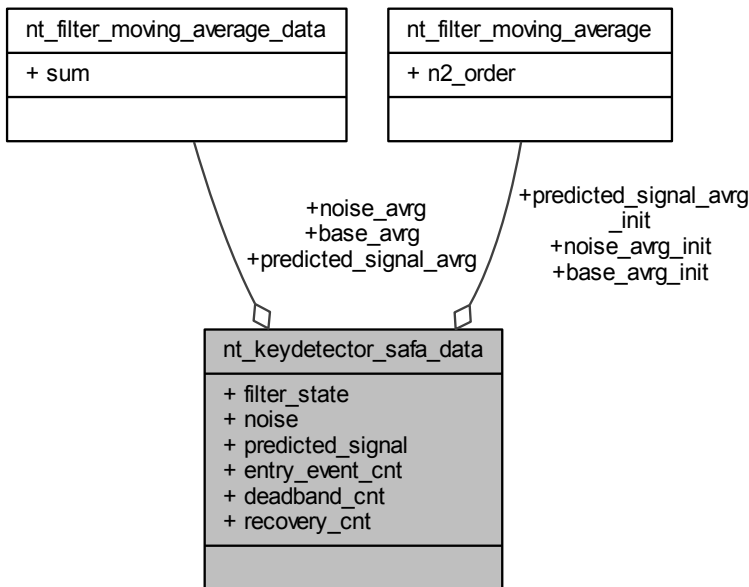 nt_filter_moving_average_data
+ sum
nt_filter_moving_average
+ n2_order
+noise_avrg
+base_avrg
+predicted_signal_avrg
+predicted_signal_avrg
_init
+noise_avrg_init
+base_avrg_init
nt_keydetector_safa_data
+ filter_state
+ noise
+ predicted_signal
+ entry_event_cnt
+ deadband_cnt
+ recovery_cnt